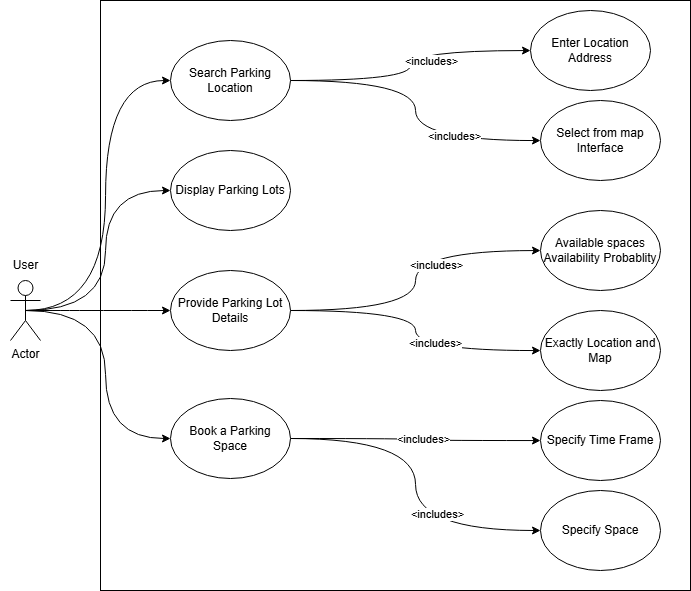 Enter Location
Address
<includes>
Search Parking
Location
<includes>
Select from map
Interface
Display Parking Lots
Available spaces
Availability Probablity
<includes>
User
Provide Parking Lot
Details
<includes>
Exactly Location and
Map
Actor
Book a Parking
Space
<includes>
Specify Time Frame
<includes>
Specify Space